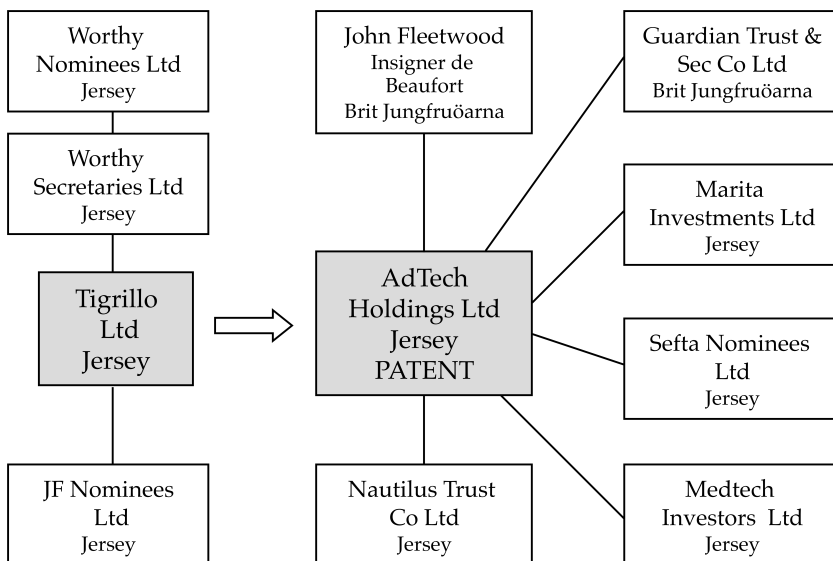 Worthy
Nominees Ltd
Jersey
Worthy
Secretaries Ltd
Jersey
Tigrillo
Ltd
Jersey
JF Nominees
Ltd
Jersey
John Fleetwood
Insigner de
Beaufort
Brit Jungfruöarna
AdTech
Holdings Ltd
Jersey
PATENT
Nautilus Trust
Co Ltd
Jersey
Guardian Trust &
Sec Co Ltd
Brit Jungfruöarna
Marita
Investments Ltd
Jersey
Sefta Nominees
Ltd
Jersey
Medtech
Investors Ltd
Jersey